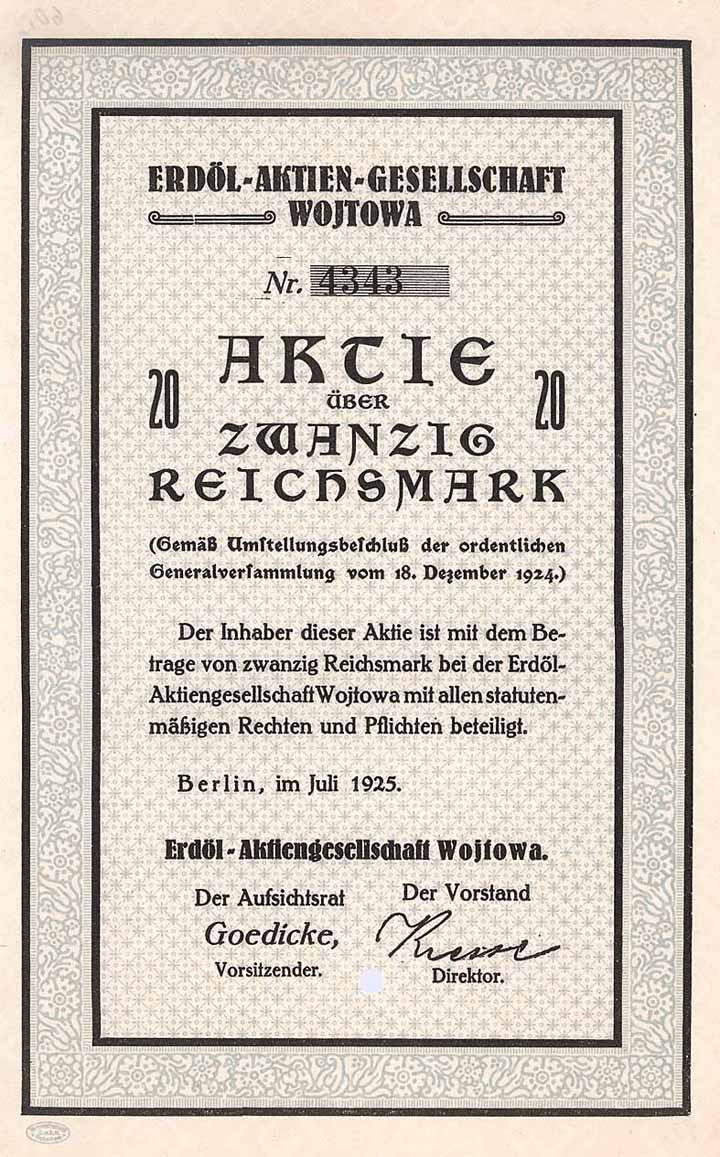 ERDÖL-AKTIEN-GESELLSCHAFT
WOJTOWA
Nr. 4343
AKTIE
20 ÜBER 20
ZWANZIG
REICHSMARK
(Gemäß Umſtellungsbeſchluß der ordentlichen
Generalverſammlung vom 18. Dezember 1924.)
Der Inhaber dieser Aktie ist mit dem Be-
trage von zwanzig Reichsmark bei der Erdöl-
Aktiengesellschaft Wojtowa mit allen statuten-
mäßigen Rechten und Pflichten beteiligt.
Berlin, im Juli 1925.
Erdöl-Aktiengesellschaft Wojtowa.
Der Aufsichtsrat Der Vorstand
Goedicke,
Vorsitzender. Direktor.